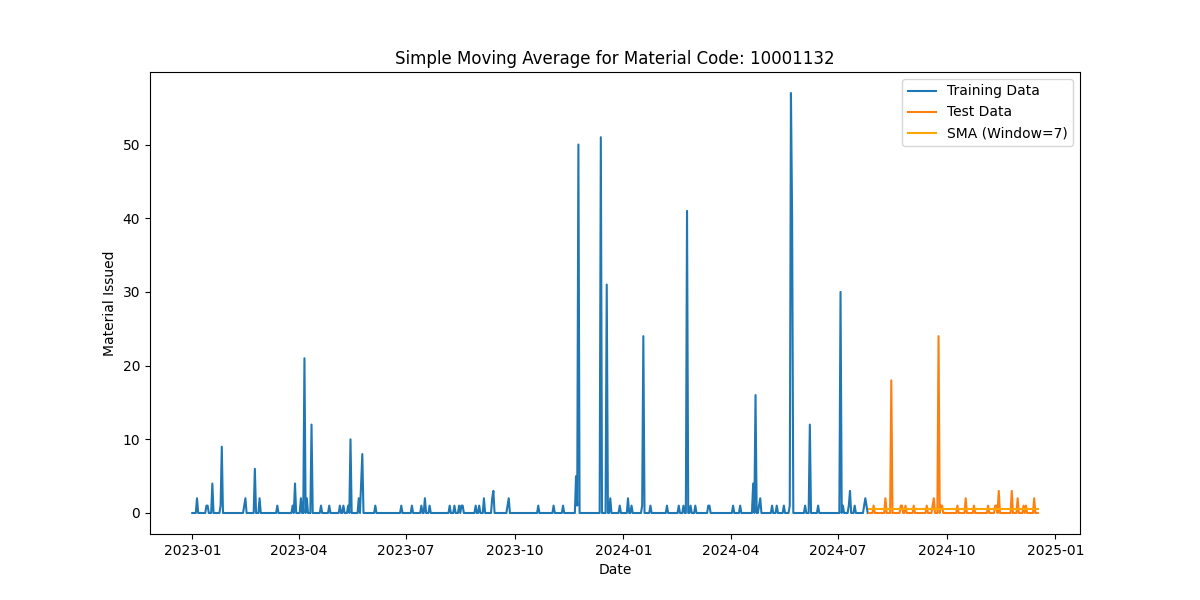 Simple Moving Average for Material Code: 10001132
Training Data
Test Data
SMA (Window=7)
Material Issued
50
40
30
20
10
0
2023-01 2023-04 2023-07 2023-10 2024-01 2024-04 2024-07 2024-10 2025-01
Date